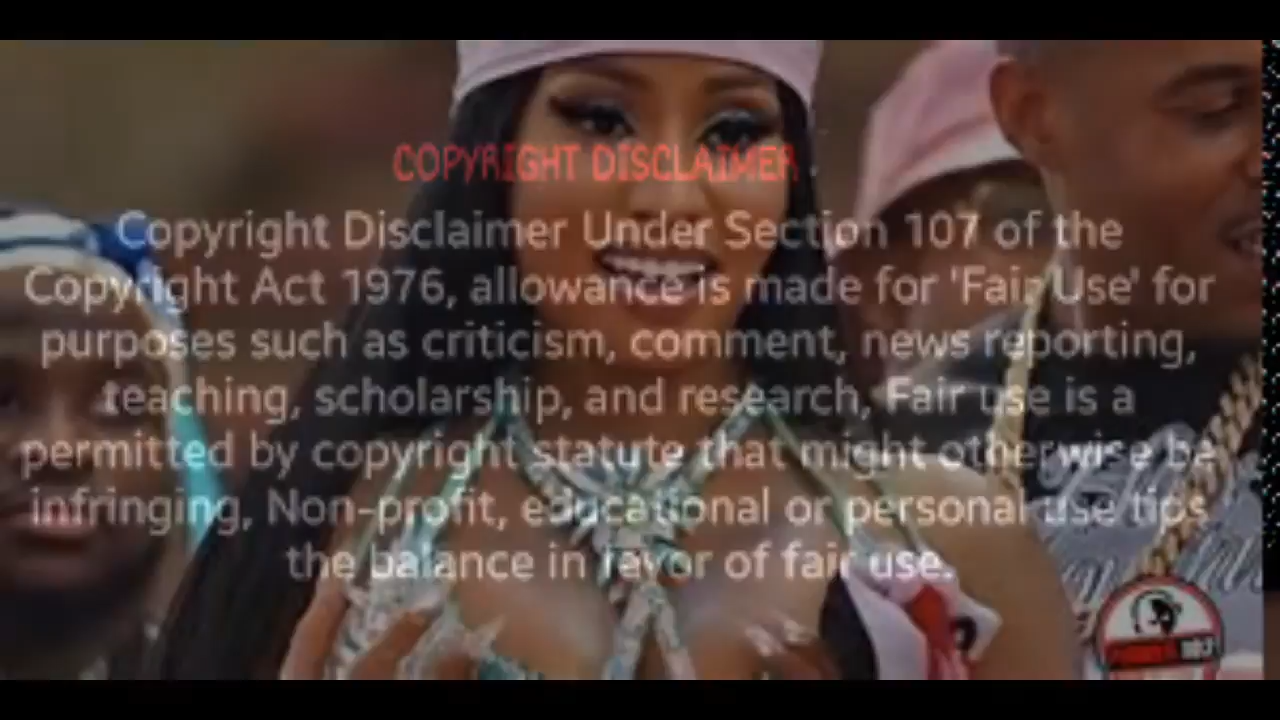 COPYRIGHT DISCLAIMER
Copyright Disclaimer Under Section 107 of the
Copyright Act 1976, allowance is made for 'Fair Use' for
purposes such as criticism, comment, news reporting,
teaching, scholarship, and research, Fair use is a
permitted by copyright statute that might otherwise be
infringing, Non-profit, educational or personal use tips
the balance in favor of fair use.